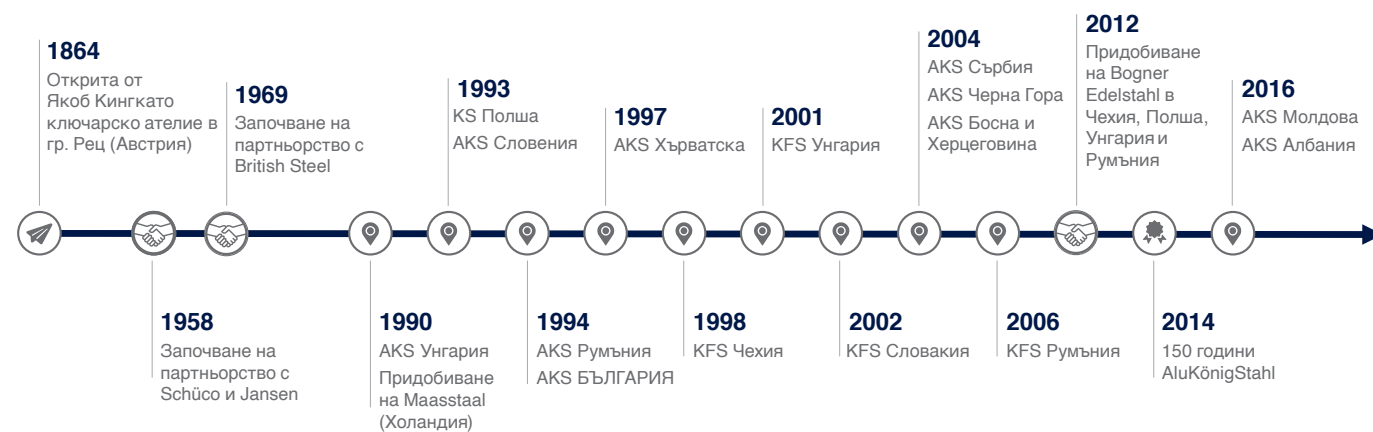 1864
Открита от
Якоб Кингкато
ключарско ателие в
гр. Рец (Австрия)
1958
Започване на
партньорство с
Schüco и Jansen
1969
Започване на
партньорство с
British Steel
1990
AKS Унгария
Придобиване
на Maasstaal
(Холандия)
1993
KS Полша
AKS Словения
1994
AKS Румъния
AKS БЪЛГАРИЯ
1997
AKS Хърватска
1998
KFS Чехия
2001
KFS Унгария
2002
KFS Словакия
2004
AKS Сърбия
AKS Черна Гора
AKS Босна и
Херцеговина
2006
KFS Румъния
2012
Придобиване
на Bogner
Edelstahl в
Чехия, Полша,
Унгария и
Румъния
2014
150 години
AluKönigStahl
2016
AKS Молдова
AKS Албания